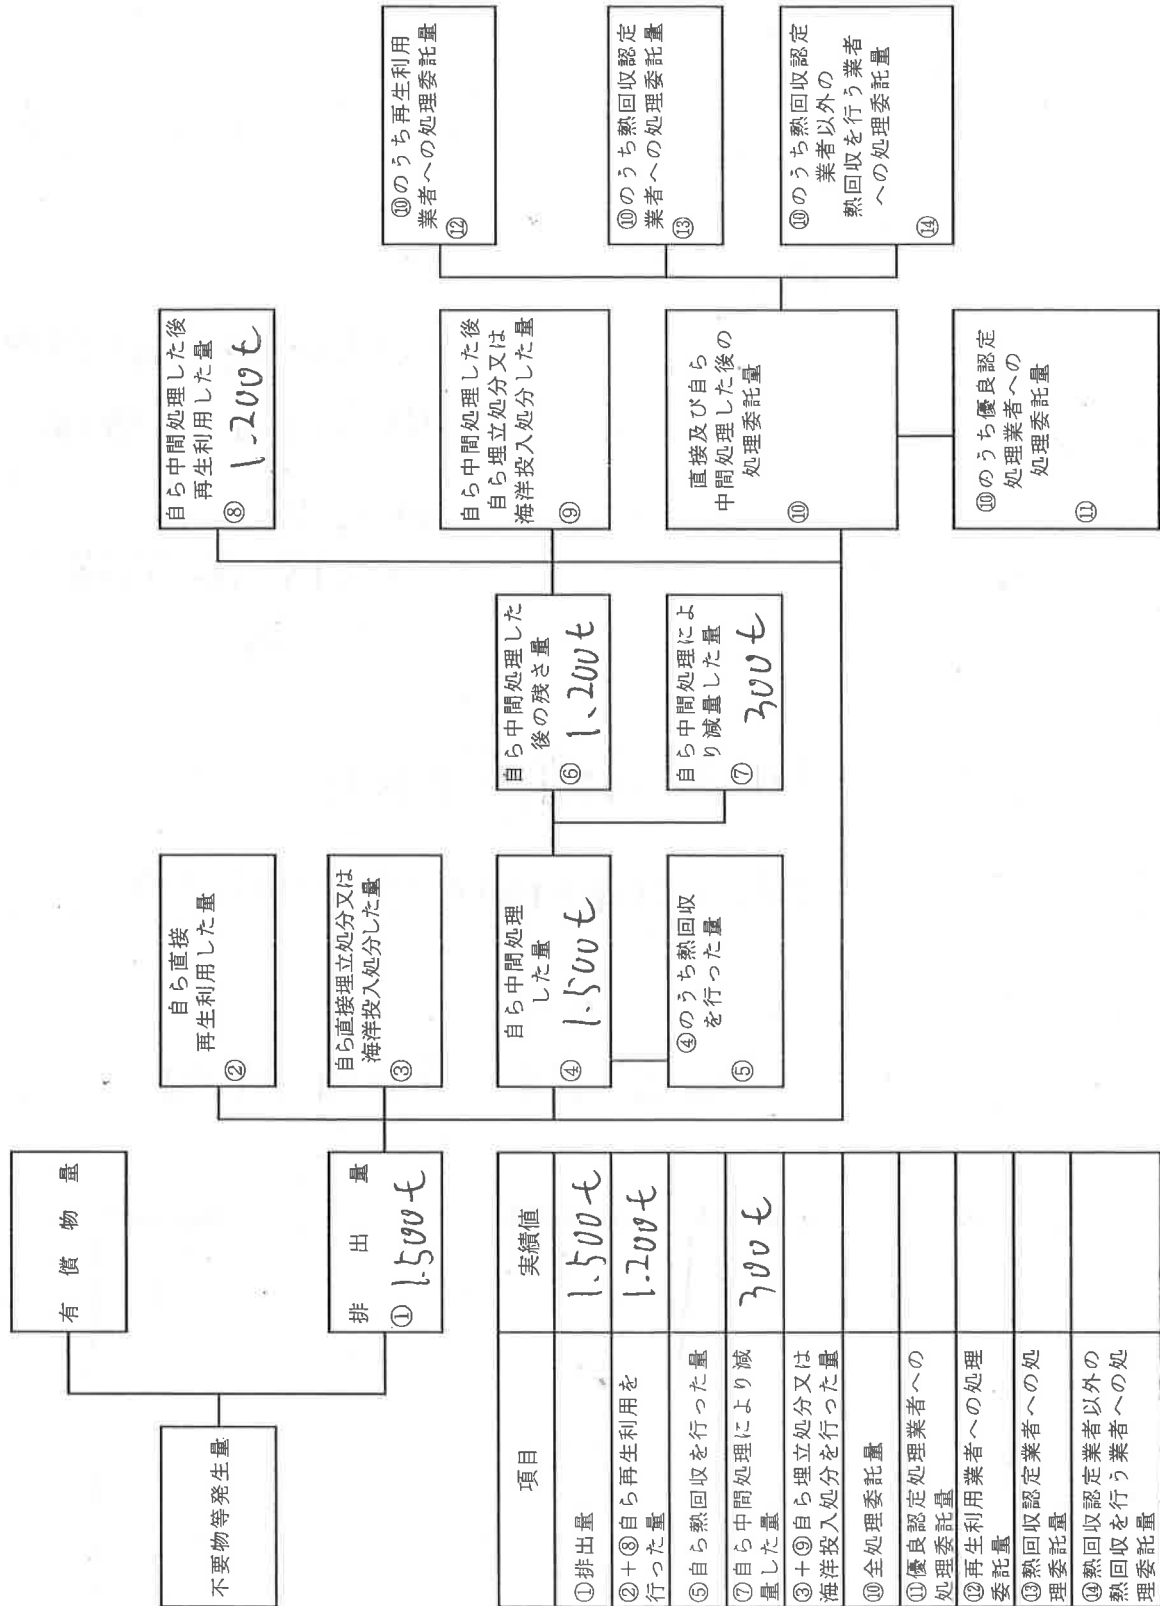 不要物等発生量
有償物量
排出量
① 1.500t
自ら直接
再生利用した量
②
自ら直接埋立処分又は
海洋投入処分した量
③
自ら中間処理
した量
④ 1.500t
④のうち熱回収
を行った量
⑤
自ら中間処理した
後の残さ量
⑥ 1、200t
自ら中間処理によ
り減量した量
⑦ 300t
自ら中間処理した後
再生利用した量
⑧ 1.200t
自ら中間処理した後
自ら埋立処分又は
海洋投入処分した量
⑨
直接及び自ら
中間処理した後の
処理委託量
⑩
⑩のうち優良認定
処理業者への
処理委託量
⑪
⑩のうち再生利用
業者への処理委託量
⑫
⑩のうち熱回収認定
業者への処理委託量
⑬
⑩のうち熱回収認定
業者以外の
熱回収を行う業者
への処理委託量
⑭
項目 実績値
①排出量 1.500t
②+⑧自ら再生利用を
行った量 1.200t
⑤自ら熱回収を行った量
⑦自ら中間処理により減
量した量 300t
③+⑨自ら埋立処分又は
海洋投入処分を行った量
⑩全処理委託量
⑪優良認定処理業者への
処理委託量
⑫再生利用業者への処理
委託量
⑬熱回収認定業者への処
理委託量
⑭熱回収認定業者以外の
熱回収を行う業者への処
理委託量